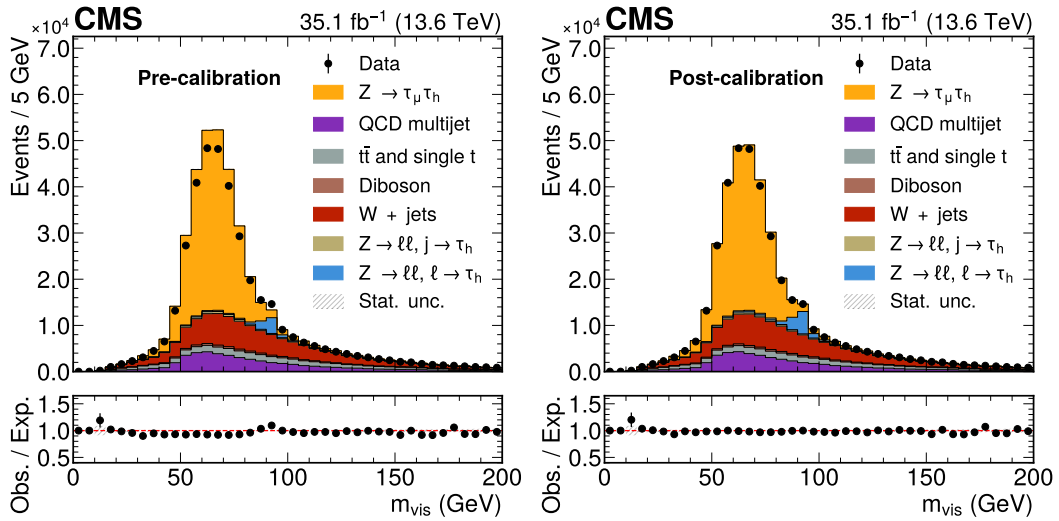 CMS 35.1 fb⁻¹ (13.6 TeV)
×10⁴
Events / 5 GeV
7.0
6.0
5.0
4.0
3.0
2.0
1.0
0.0
Pre-calibration
Data
Z → τμτh
QCD multijet
tt̄ and single t
Diboson
W + jets
Z → ℓℓ, j → τh
Z → ℓℓ, ℓ → τh
Stat. unc.
Obs. / Exp.
1.5
1.0
0.5
0 50 100 150 200
mvis (GeV)
CMS 35.1 fb⁻¹ (13.6 TeV)
×10⁴
Events / 5 GeV
7.0
6.0
5.0
4.0
3.0
2.0
1.0
0.0
Post-calibration
Data
Z → τμτh
QCD multijet
tt̄ and single t
Diboson
W + jets
Z → ℓℓ, j → τh
Z → ℓℓ, ℓ → τh
Stat. unc.
Obs. / Exp.
1.5
1.0
0.5
0 50 100 150 200
mvis (GeV)